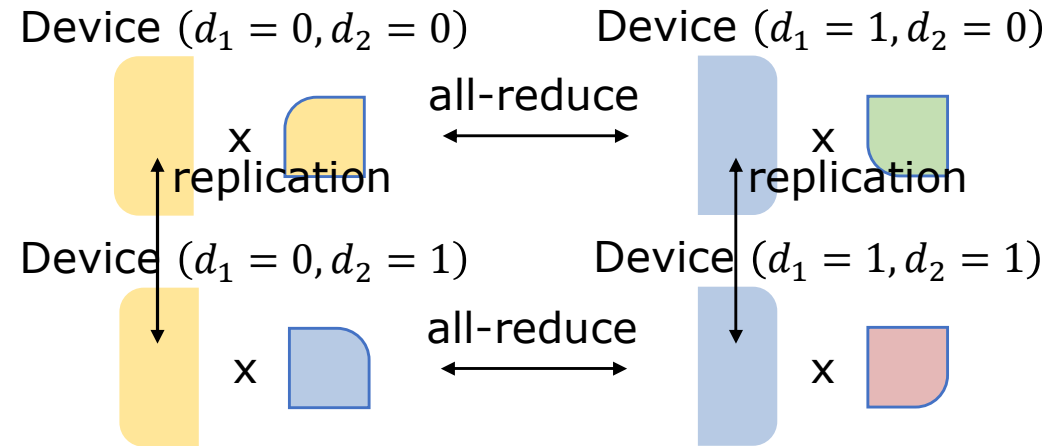 Device (d₁ = 0, d₂ = 0)
Device (d₁ = 1, d₂ = 0)
x
all-reduce
x
replication
replication
Device (d₁ = 0, d₂ = 1)
Device (d₁ = 1, d₂ = 1)
x
all-reduce
x